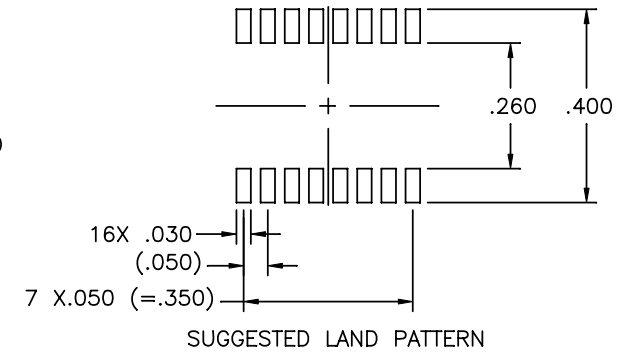 .260
.400
16X .030
(.050)
7 X.050 (=.350)
SUGGESTED LAND PATTERN